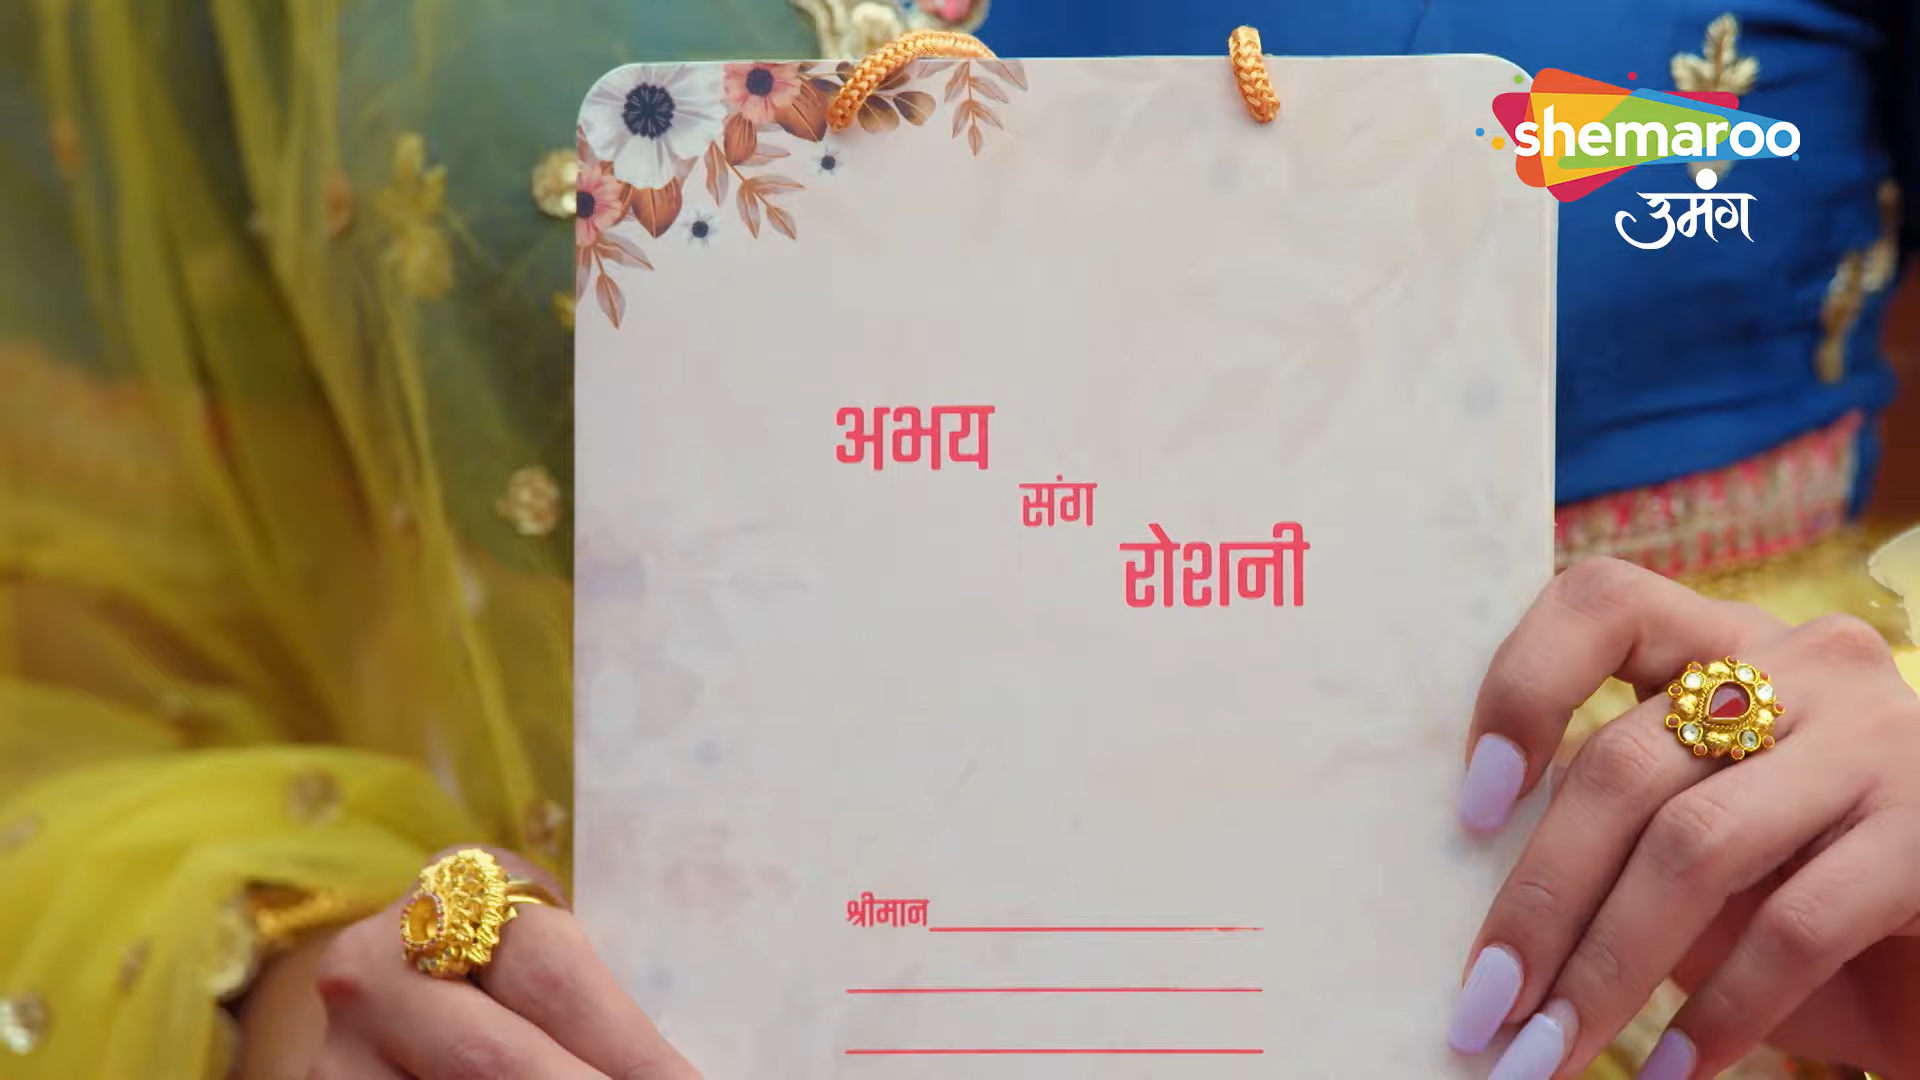 shemaroo
उमंग
अभय
संग
रोशनी
श्रीमान